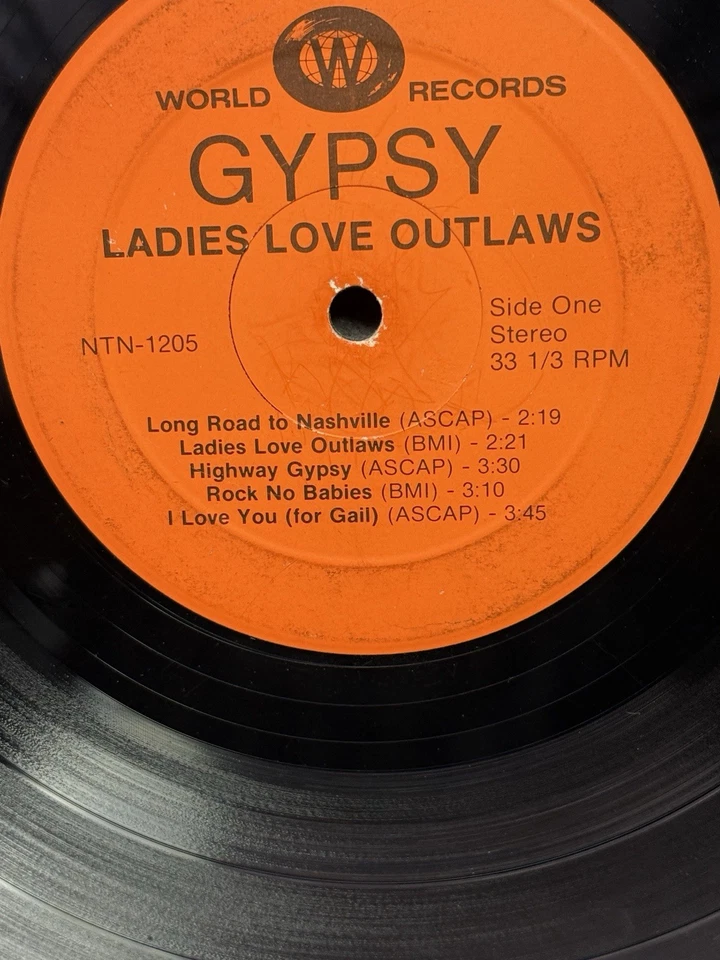 W
WORLD RECORDS
GYPSY
LADIES LOVE OUTLAWS
Side One
Stereo
NTN-1205
33 1/3 RPM
Long Road to Nashville (ASCAP) - 2:19
Ladies Love Outlaws (BMI) - 2:21
Highway Gypsy (ASCAP) - 3:30
Rock No Babies (BMI) - 3:10
I Love You (for Gail) (ASCAP) - 3:45